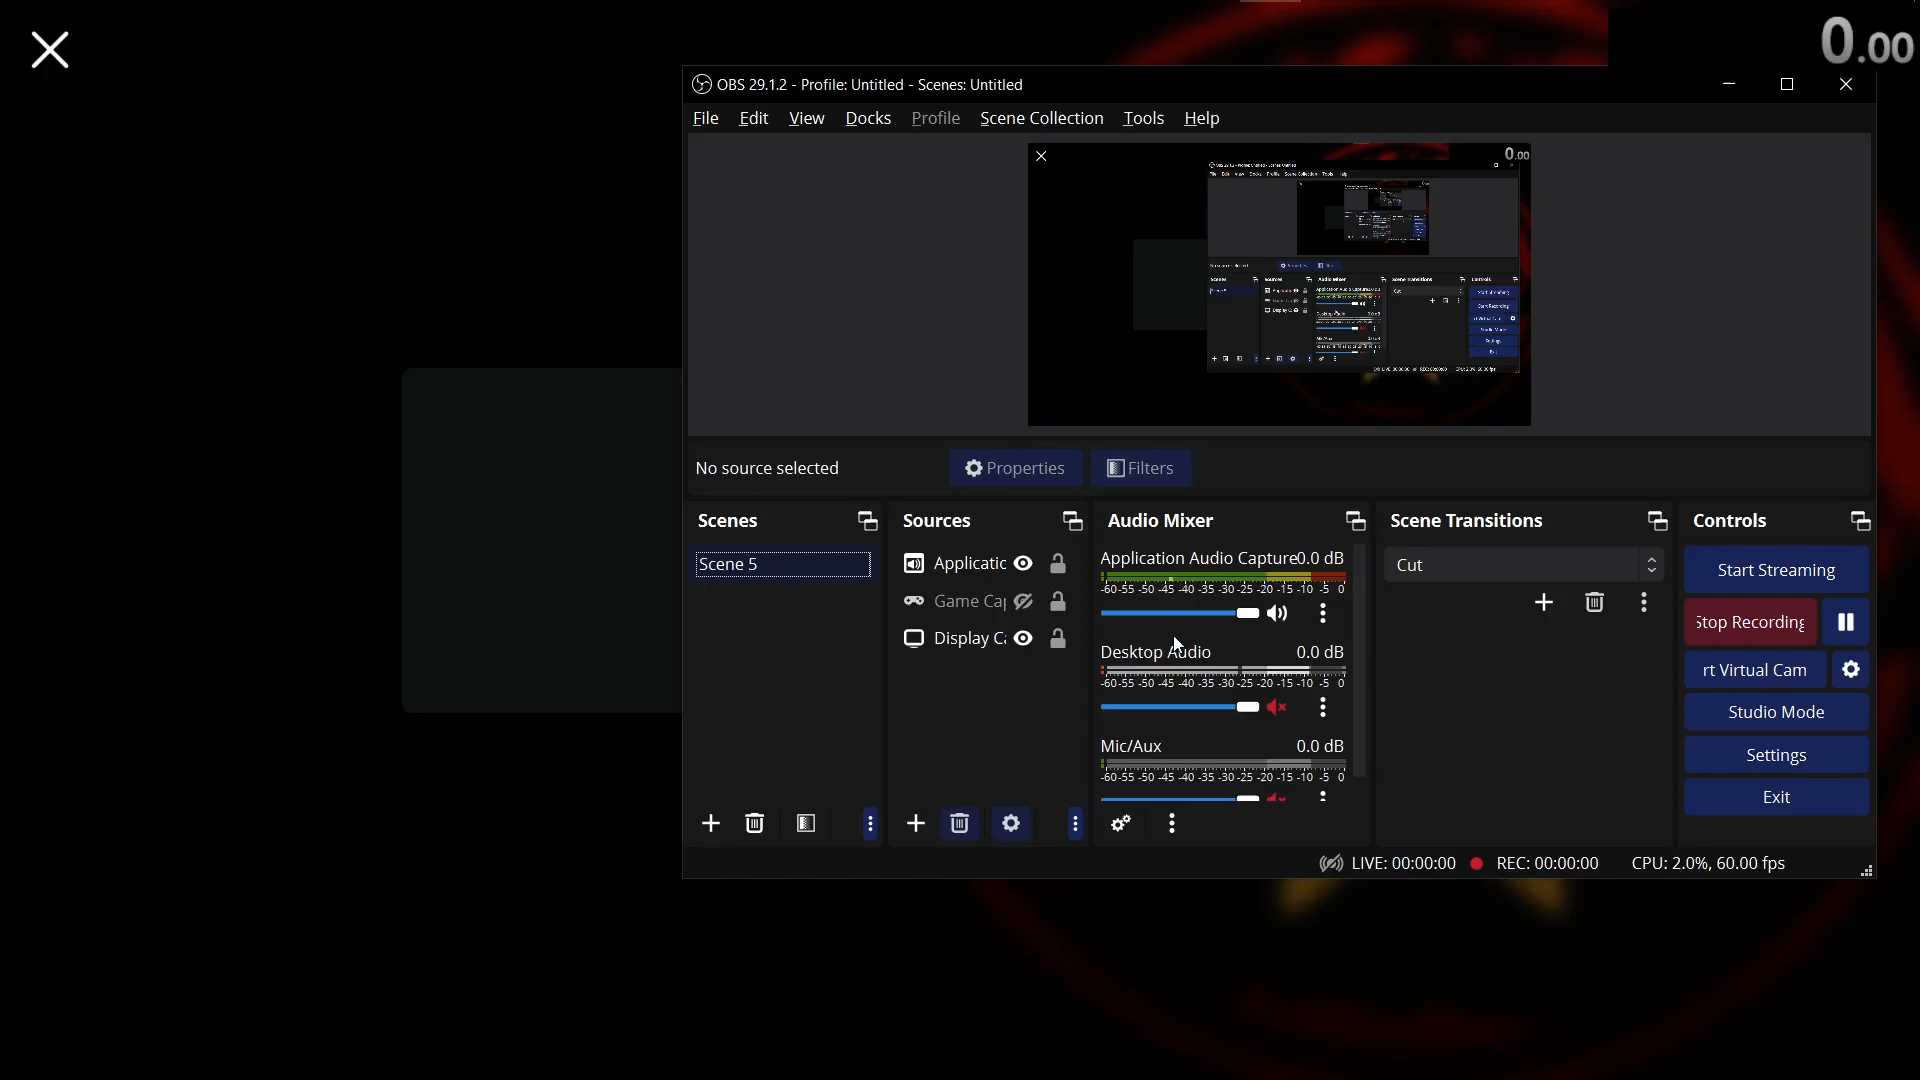 0.00
OBS 29.1.2 - Profile: Untitled - Scenes: Untitled
File Edit View Docks Profile Scene Collection Tools Help
0.00
No source selected Properties Filters
Scenes Sources Audio Mixer Scene Transitions Controls
Scene 5
Applicatic
Game Ca
Display Ca
Application Audio Capture 0.0 dB
-60 -55 -50 -45 -40 -35 -30 -25 -20 -15 -10 -5 0
Desktop Audio 0.0 dB
-60 -55 -50 -45 -40 -35 -30 -25 -20 -15 -10 -5 0
Mic/Aux 0.0 dB
-60 -55 -50 -45 -40 -35 -30 -25 -20 -15 -10 -5 0
Cut
Start Streaming
Stop Recording
rt Virtual Cam
Studio Mode
Settings
Exit
LIVE: 00:00:00 REC: 00:00:00 CPU: 2.0%, 60.00 fps